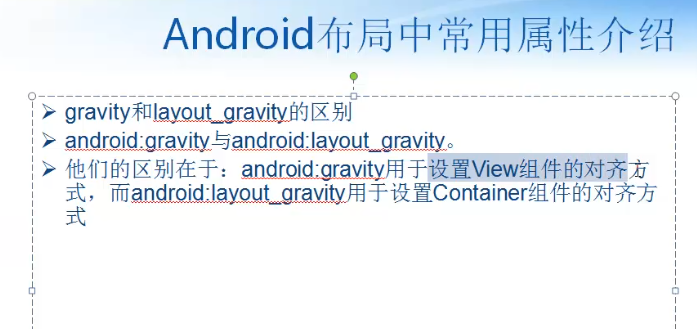 Android布局中常用属性介绍
gravity和layout_gravity的区别
android:gravity与android:layout_gravity。
他们的区别在于：android:gravity用于设置View组件的对齐方
式，而android:layout_gravity用于设置Container组件的对齐方
式